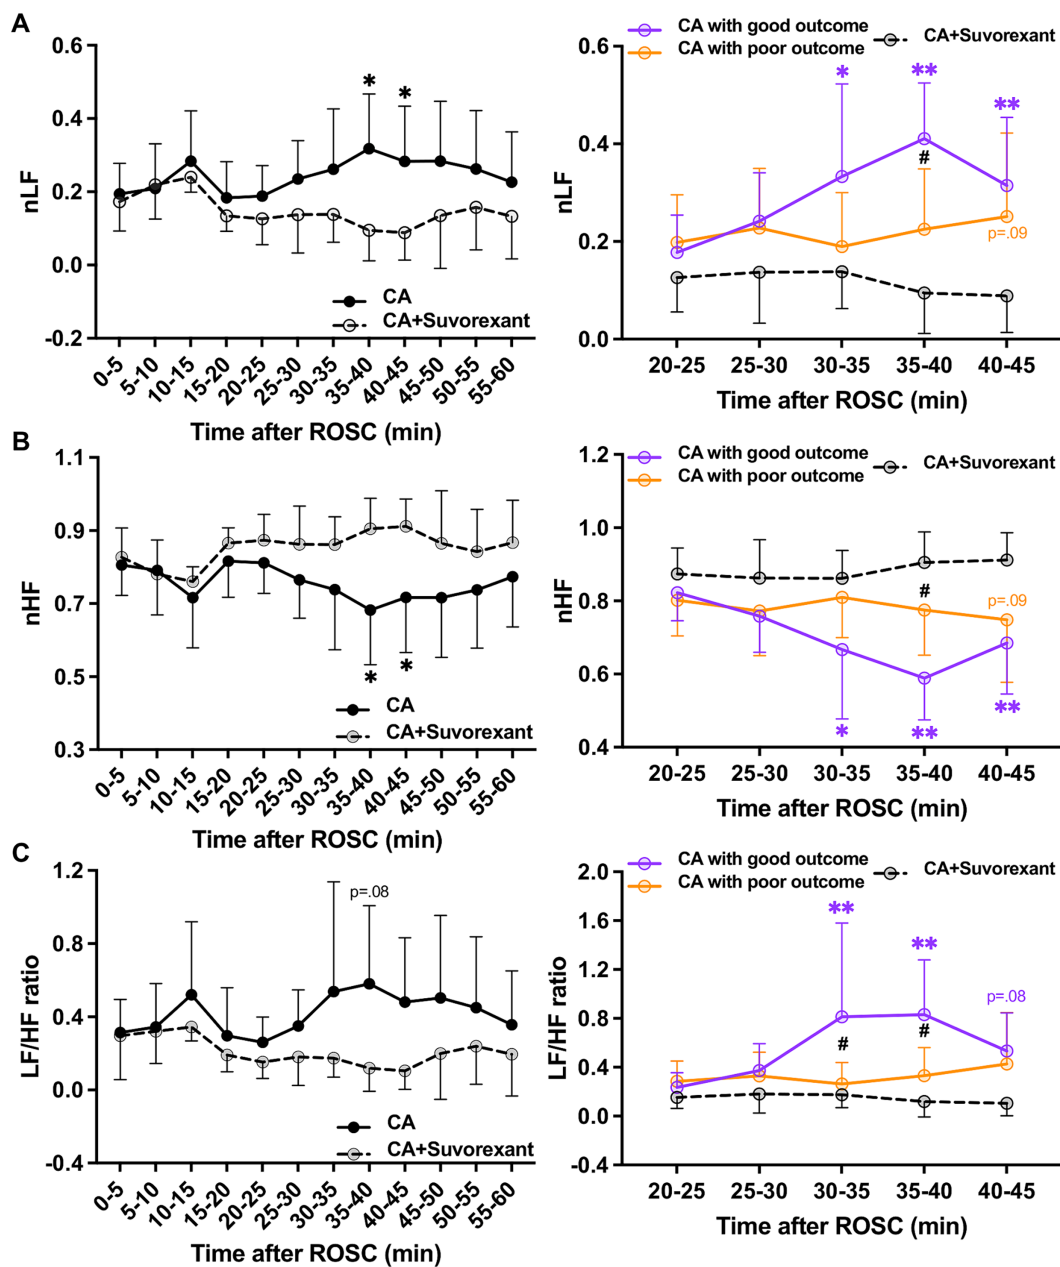 A
nLF
0.6
0.4
0.2
0.0
-0.2
* *
CA
CA+Suvorexant
0-5
5-10
10-15
15-20
20-25
25-30
30-35
35-40
40-45
45-50
50-55
55-60
Time after ROSC (min)
CA with good outcome
CA with poor outcome
CA+Suvorexant
nLF
0.6
0.4
0.2
0.0
* ** **
#
p=.09
20-25 25-30 30-35 35-40 40-45
Time after ROSC (min)
B
nHF
1.1
0.9
0.7
0.5
0.3
* *
CA
CA+Suvorexant
0-5
5-10
10-15
15-20
20-25
25-30
30-35
35-40
40-45
45-50
50-55
55-60
Time after ROSC (min)
CA with good outcome
CA with poor outcome
CA+Suvorexant
nHF
1.2
1.0
0.8
0.6
0.4
#
p=.09
* ** **
20-25 25-30 30-35 35-40 40-45
Time after ROSC (min)
C
LF/HF ratio
1.2
0.8
0.4
0.0
-0.4
p=.08
CA
CA+Suvorexant
0-5
5-10
10-15
15-20
20-25
25-30
30-35
35-40
40-45
45-50
50-55
55-60
Time after ROSC (min)
CA with good outcome
CA with poor outcome
CA+Suvorexant
LF/HF ratio
2.0
1.6
1.2
0.8
0.4
0.0
-0.4
** **
p=.08
# #
20-25 25-30 30-35 35-40 40-45
Time after ROSC (min)